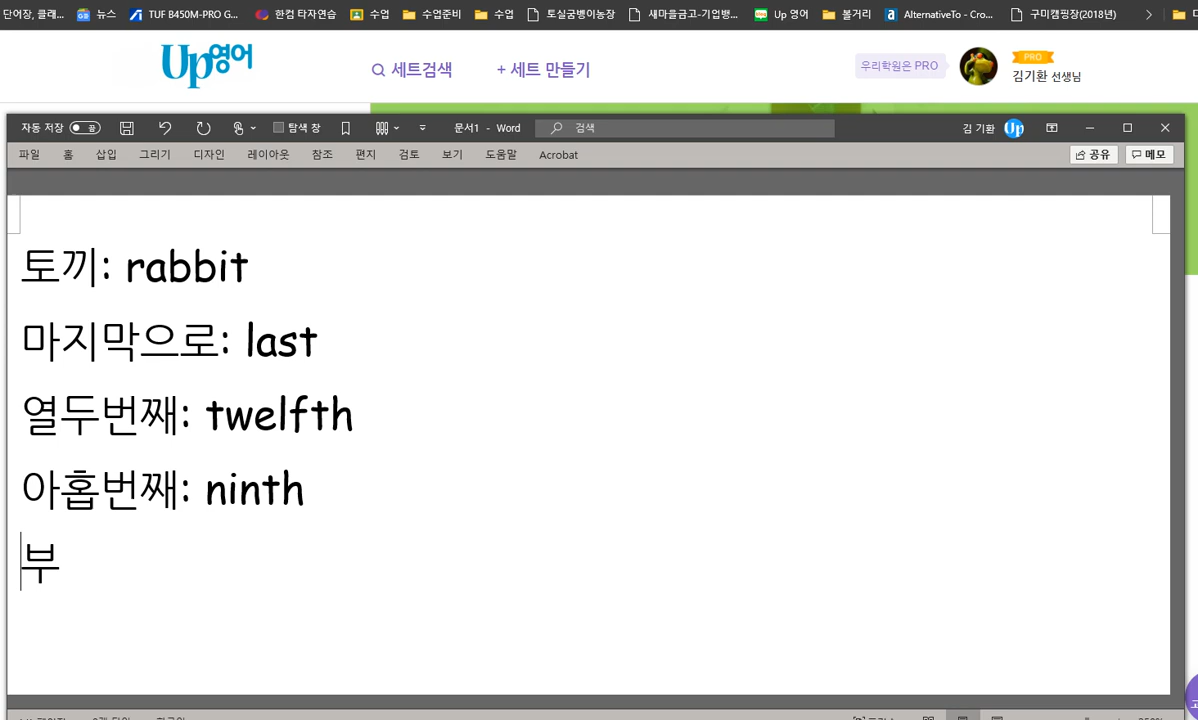 단어장, 클래... 뉴스 TUF B450M-PRO G... 한컴 타자연습 수업 수업준비 수업 토실굼벵이농장 새마을금고-기업뱅... Up 영어 볼거리 AlternativeTo - Cro... 구미캠핑장(2018년)
Up영어 세트검색 + 세트 만들기 우리학원은 PRO PRO
김기환 선생님
자동 저장 끔 탐색 창 문서1 - Word 검색 김 기환 Up
파일 홈 삽입 그리기 디자인 레이아웃 참조 편지 검토 보기 도움말 Acrobat 공유 메모
토끼: rabbit
마지막으로: last
열두번째: twelfth
아홉번째: ninth
부